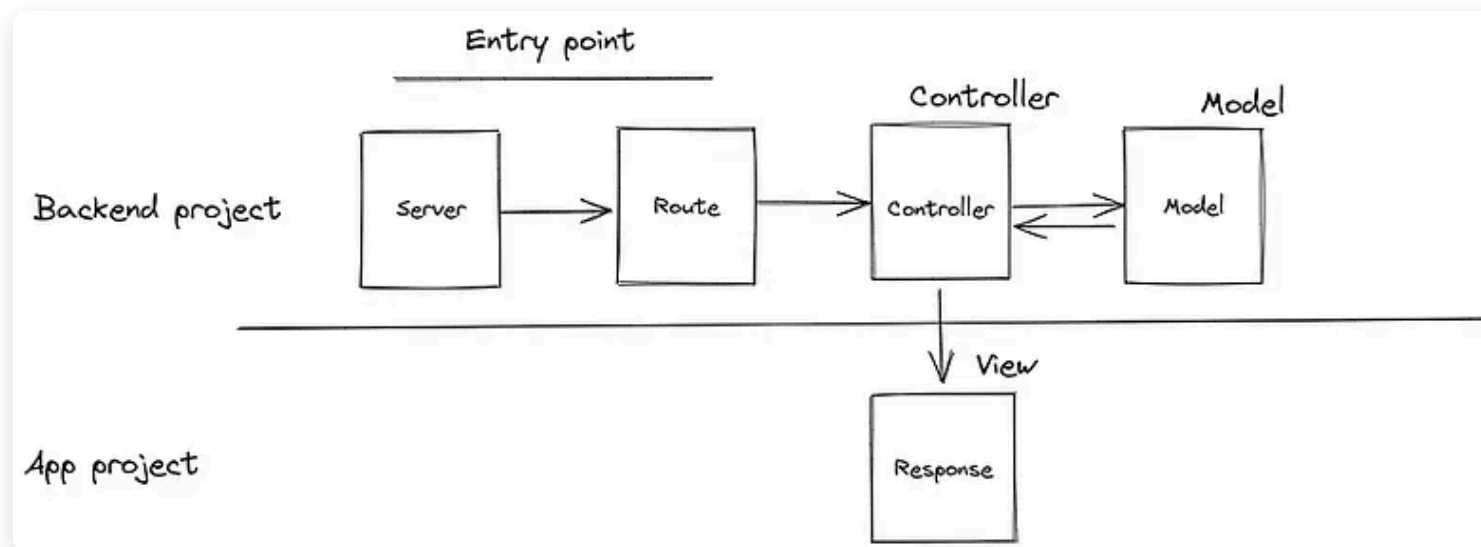 Entry point
Controller
Model
Backend project
Server
Route
Controller
Model
View
App project
Response